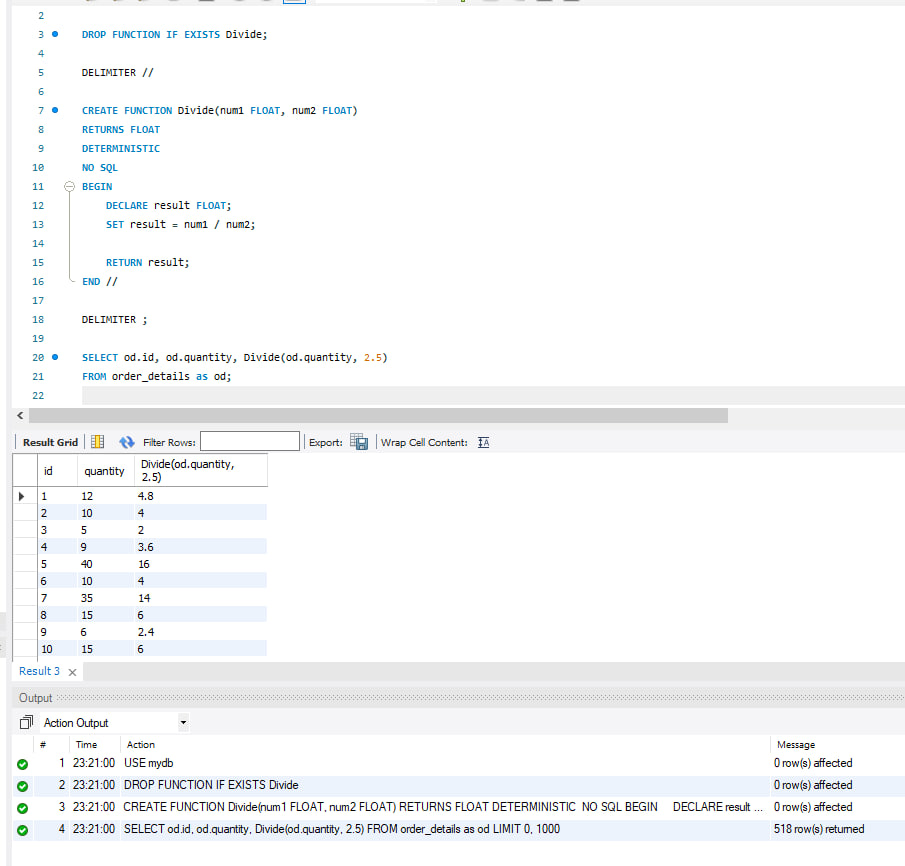 2
3 DROP FUNCTION IF EXISTS Divide;
4
5 DELIMITER //
6
7 CREATE FUNCTION Divide(num1 FLOAT, num2 FLOAT)
8 RETURNS FLOAT
9 DETERMINISTIC
10 NO SQL
11 BEGIN
12 DECLARE result FLOAT;
13 SET result = num1 / num2;
14
15 RETURN result;
16 END //
17
18 DELIMITER ;
19
20 SELECT od.id, od.quantity, Divide(od.quantity, 2.5)
21 FROM order_details as od;
22
Result Grid Filter Rows: Export: Wrap Cell Content:
id quantity Divide(od.quantity,
2.5)
1 12 4.8
2 10 4
3 5 2
4 9 3.6
5 40 16
6 10 4
7 35 14
8 15 6
9 6 2.4
10 15 6
Result 3
Output
Action Output
# Time Action Message
1 23:21:00 USE mydb 0 row(s) affected
2 23:21:00 DROP FUNCTION IF EXISTS Divide 0 row(s) affected
3 23:21:00 CREATE FUNCTION Divide(num1 FLOAT, num2 FLOAT) RETURNS FLOAT DETERMINISTIC NO SQL BEGIN DECLARE result ... 0 row(s) affected
4 23:21:00 SELECT od.id, od.quantity, Divide(od.quantity, 2.5) FROM order_details as od LIMIT 0, 1000 518 row(s) returned